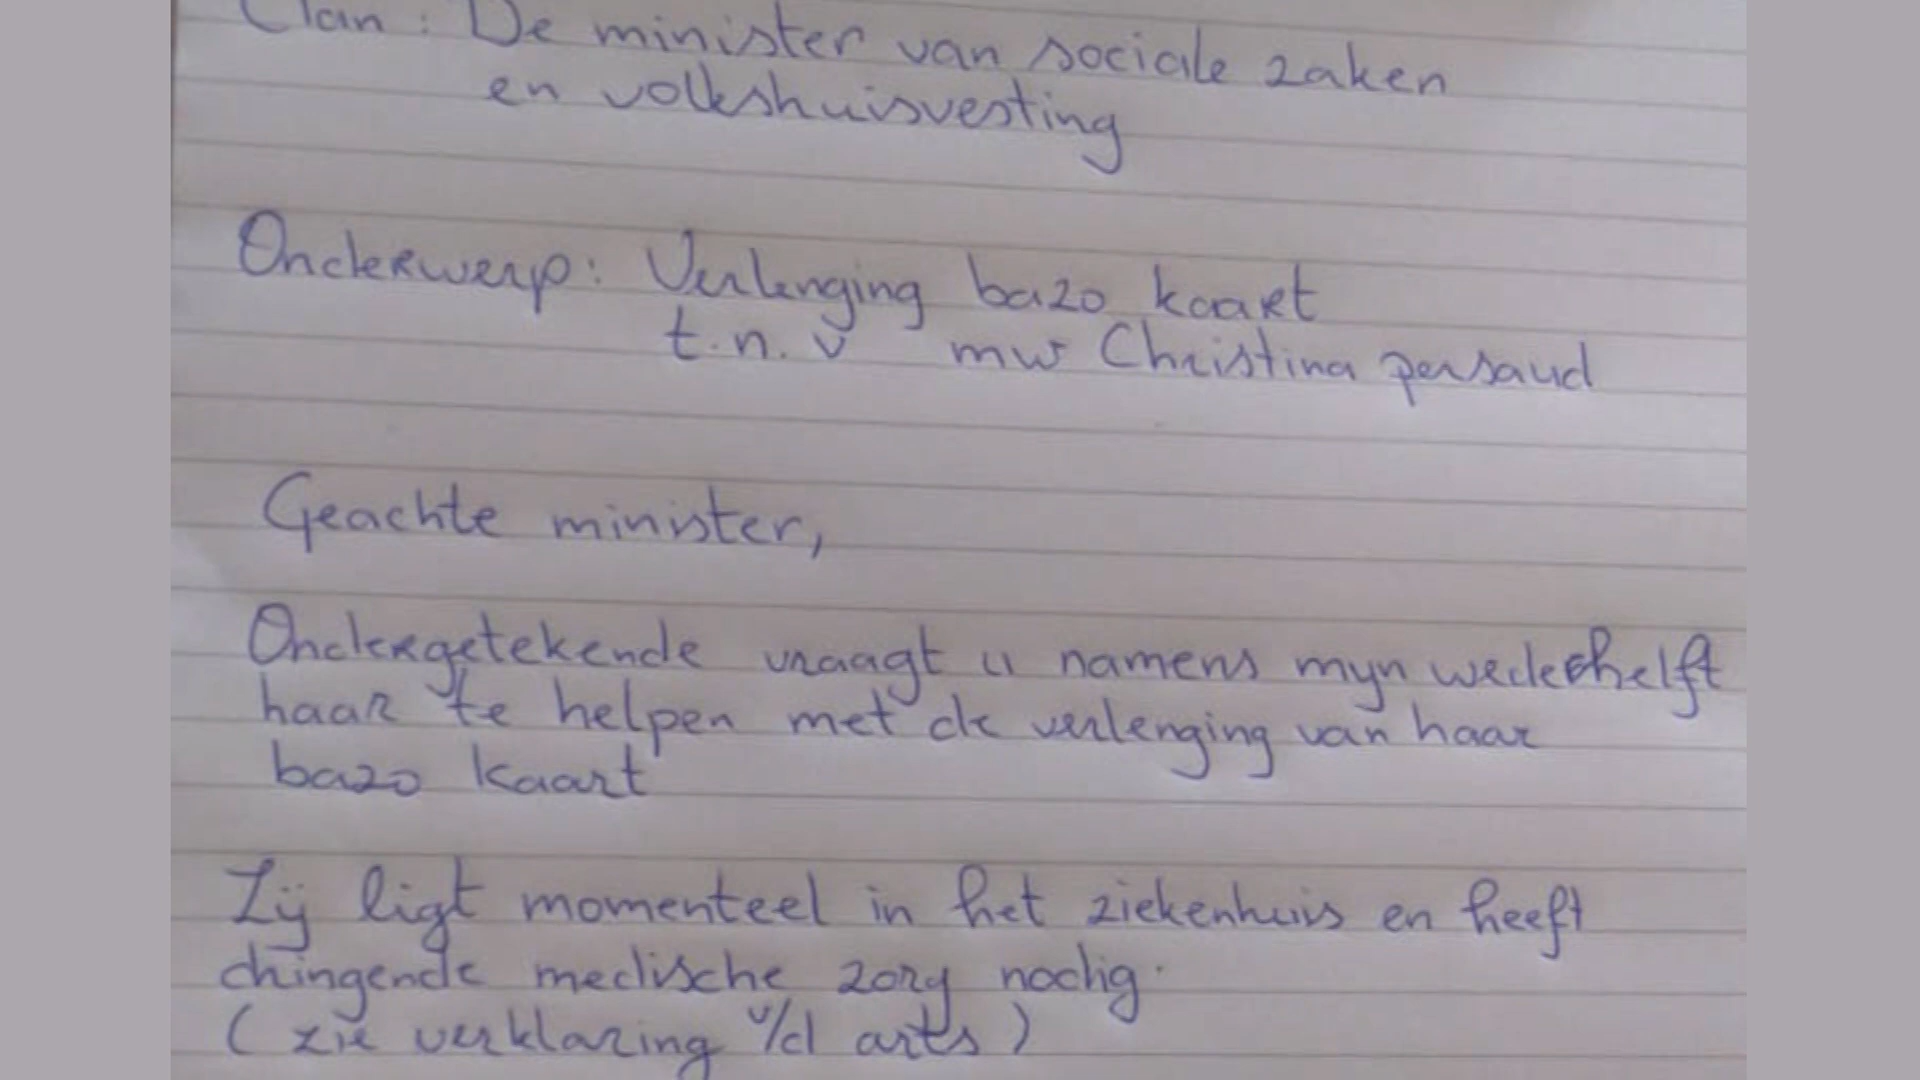 Aan : De minister van sociale zaken
en volkshuisvesting
Onderwerp : Verlenging bazo kaart
t.n.v mw Christina persaud
Geachte minister,
Ondergetekende vraagt u namens myn wederhelft
haar te helpen met de verlenging van haar
bazo kaart
Zij ligt momenteel in het ziekenhuis en heeft
dringende medische zorg nodig.
( zie verklaring v/d arts )